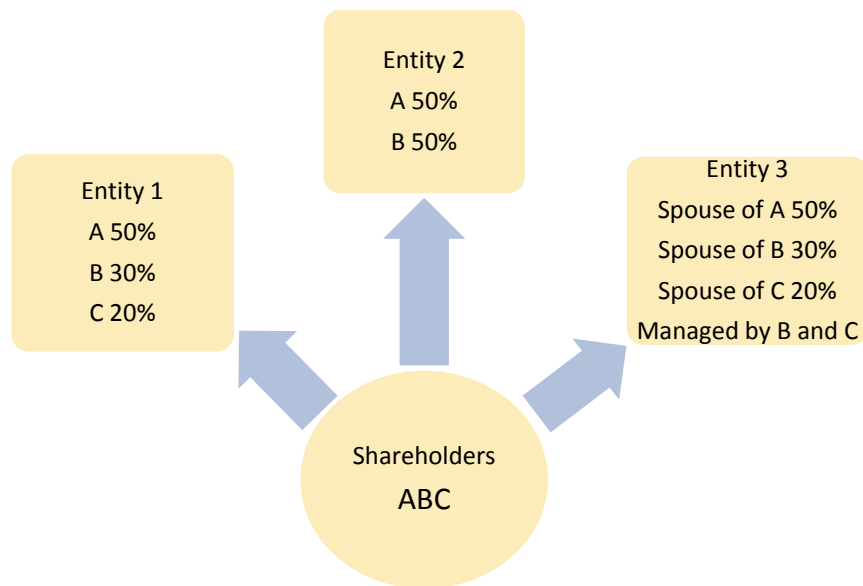 Entity 2
A 50%
B 50%
Entity 1
A 50%
B 30%
C 20%
Entity 3
Spouse of A 50%
Spouse of B 30%
Spouse of C 20%
Managed by B and C
Shareholders
ABC